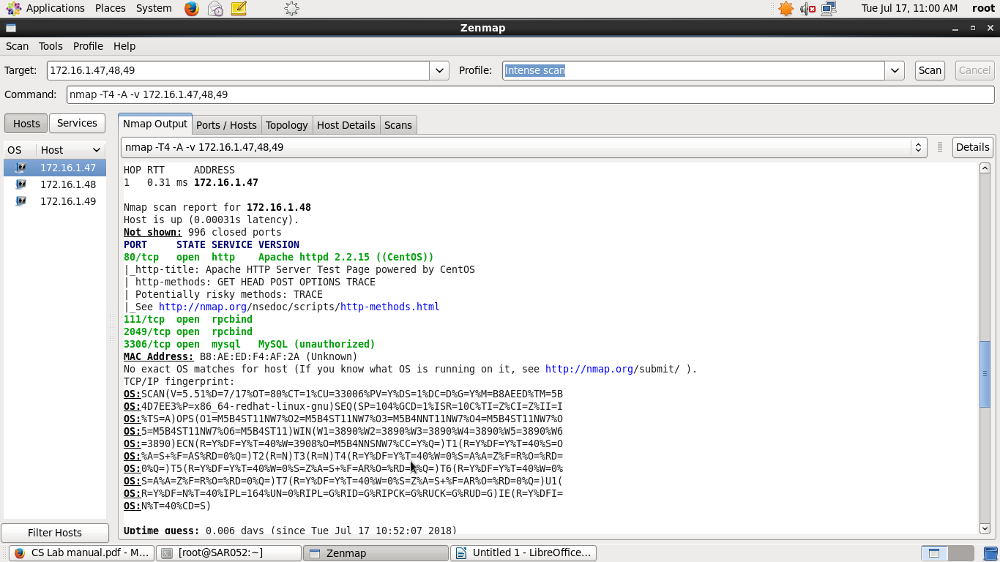 Applications Places System Tue Jul 17, 11:00 AM root
Zenmap
Scan Tools Profile Help
Target: 172.16.1.47,48,49 Profile: Intense scan Scan Cancel
Command: nmap -T4 -A -v 172.16.1.47,48,49
Hosts Services Nmap Output Ports / Hosts Topology Host Details Scans
OS Host
172.16.1.47
172.16.1.48
172.16.1.49
Filter Hosts
nmap -T4 -A -v 172.16.1.47,48,49 Details
HOP RTT ADDRESS
1 0.31 ms 172.16.1.47
Nmap scan report for 172.16.1.48
Host is up (0.00031s latency).
Not shown: 996 closed ports
PORT STATE SERVICE VERSION
80/tcp open http Apache httpd 2.2.15 ((CentOS))
|_http-title: Apache HTTP Server Test Page powered by CentOS
| http-methods: GET HEAD POST OPTIONS TRACE
| Potentially risky methods: TRACE
|_See http://nmap.org/nsedoc/scripts/http-methods.html
111/tcp open rpcbind
2049/tcp open rpcbind
3306/tcp open mysql MySQL (unauthorized)
MAC Address: B8:AE:ED:F4:AF:2A (Unknown)
No exact OS matches for host (If you know what OS is running on it, see http://nmap.org/submit/ ).
TCP/IP fingerprint:
OS:SCAN(V=5.51%D=7/17%OT=80%CT=1%CU=33006%PV=Y%DS=1%DC=D%G=Y%M=B8AEED%TM=5B
OS:4D7EE3%P=x86_64-redhat-linux-gnu)SEQ(SP=104%GCD=1%ISR=10C%TI=Z%CI=Z%II=I
OS:%TS=A)OPS(O1=M5B4ST11NW7%O2=M5B4ST11NW7%O3=M5B4NNT11NW7%O4=M5B4ST11NW7%O
OS:5=M5B4ST11NW7%O6=M5B4ST11)WIN(W1=3890%W2=3890%W3=3890%W4=3890%W5=3890%W6
OS:=3890)ECN(R=Y%DF=Y%T=40%W=3908%O=M5B4NNSNW7%CC=Y%Q=)T1(R=Y%DF=Y%T=40%S=O
OS:%A=S+%F=AS%RD=0%Q=)T2(R=N)T3(R=N)T4(R=Y%DF=Y%T=40%W=0%S=A%A=Z%F=R%O=%RD=
OS:0%Q=)T5(R=Y%DF=Y%T=40%W=0%S=Z%A=S+%F=AR%O=%RD=0%Q=)T6(R=Y%DF=Y%T=40%W=0%
OS:S=A%A=Z%F=R%O=%RD=0%Q=)T7(R=Y%DF=Y%T=40%W=0%S=Z%A=S+%F=AR%O=%RD=0%Q=)U1(
OS:R=Y%DF=N%T=40%IPL=164%UN=0%RIPL=G%RID=G%RIPCK=G%RUCK=G%RUD=G)IE(R=Y%DFI=
OS:N%T=40%CD=S)
Uptime guess: 0.006 days (since Tue Jul 17 10:52:07 2018)
CS Lab manual.pdf - M... [root@SAR052:~] Zenmap Untitled 1 - LibreOffice...